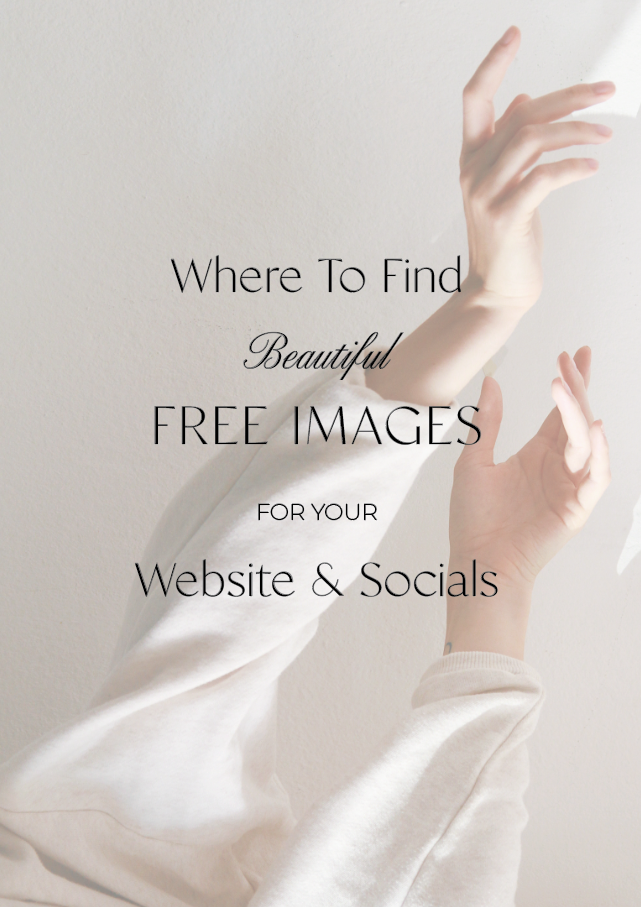 Where To Find
Beautiful
FREE IMAGES
FOR YOUR
Website & Socials